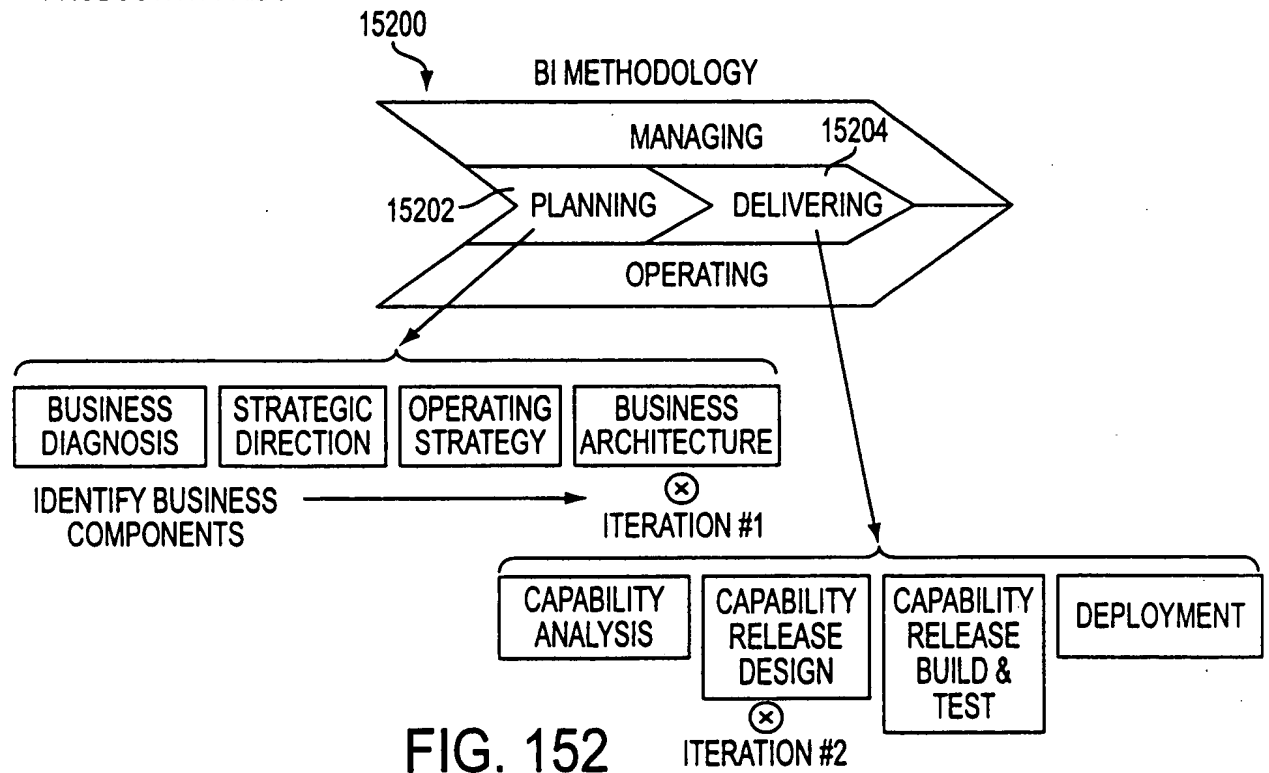 15200
BI METHODOLOGY
MANAGING
15204
15202
PLANNING
DELIVERING
OPERATING
BUSINESS
DIAGNOSIS
STRATEGIC
DIRECTION
OPERATING
STRATEGY
BUSINESS
ARCHITECTURE
IDENTIFY BUSINESS
COMPONENTS
ITERATION #1
CAPABILITY
ANALYSIS
CAPABILITY
RELEASE
DESIGN
CAPABILITY
RELEASE
BUILD &
TEST
DEPLOYMENT
ITERATION #2
FIG. 152